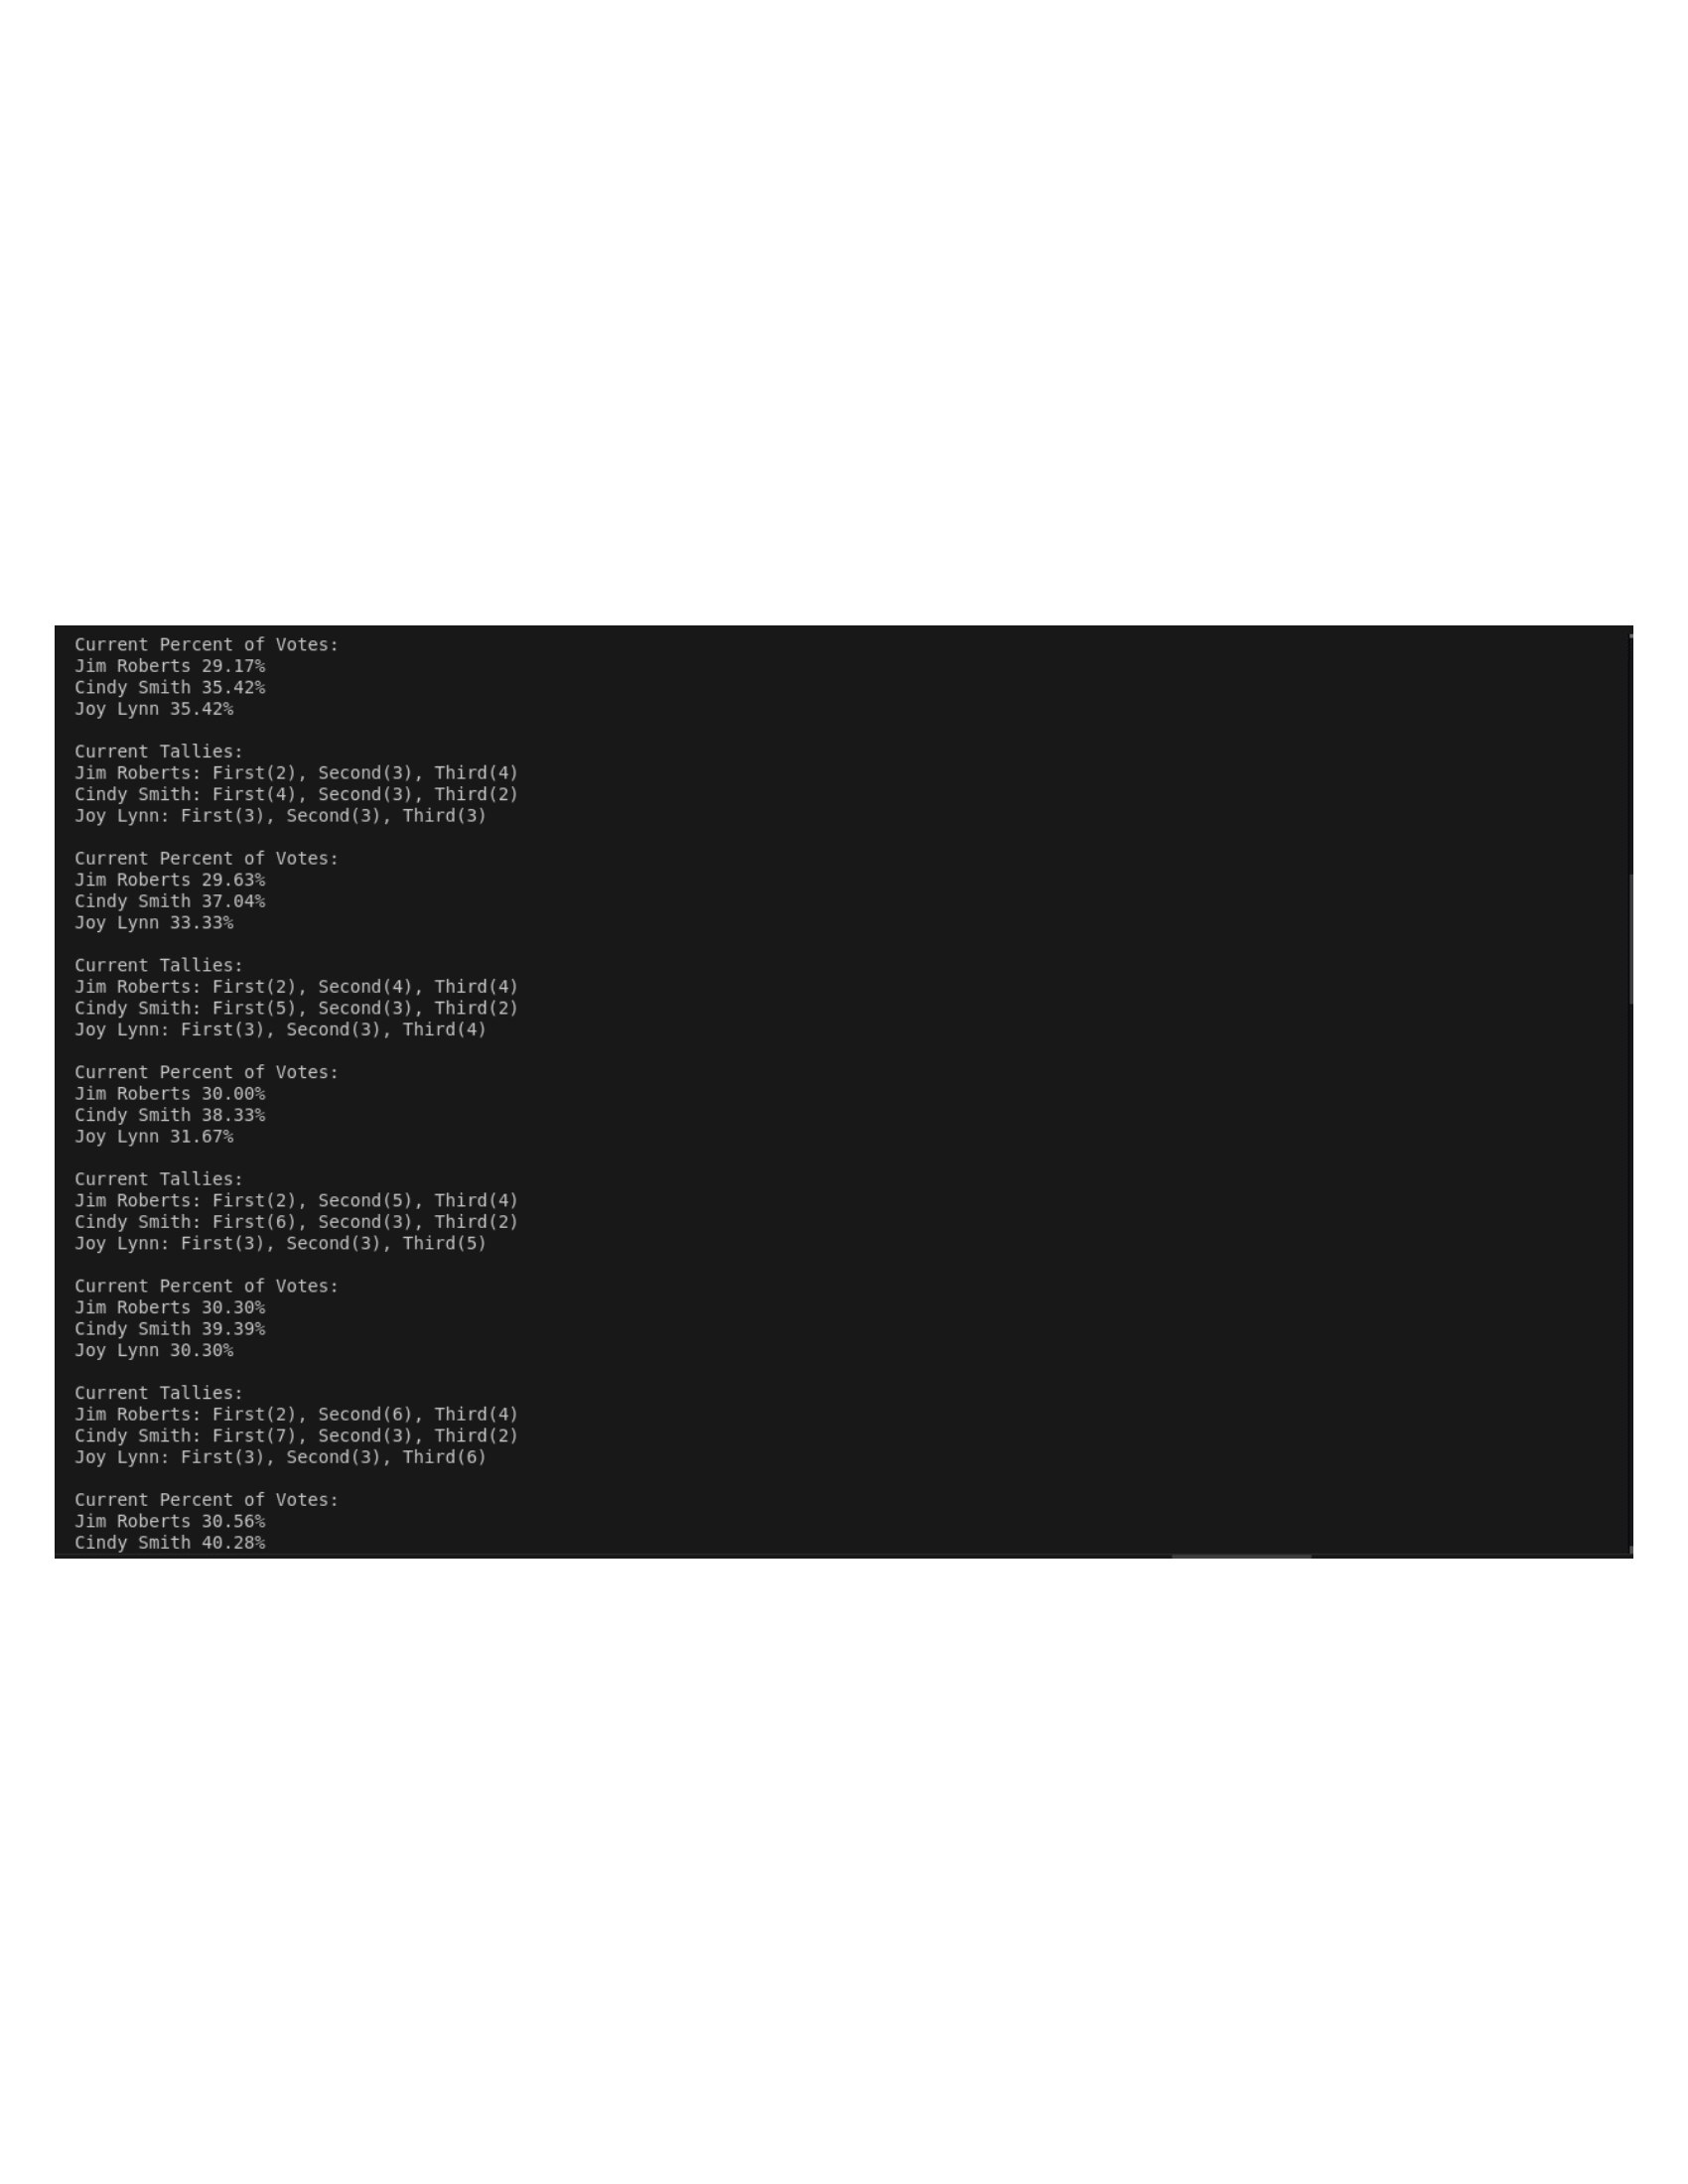 Current Percent of Votes:
Jim Roberts 29.17%
Cindy Smith 35.42%
Joy Lynn 35.42%
Current Tallies:
Jim Roberts: First(2), Second(3), Third(4)
Cindy Smith: First(4), Second(3), Third(2)
Joy Lynn: First(3), Second(3), Third(3)
Current Percent of Votes:
Jim Roberts 29.63%
Cindy Smith 37.04%
Joy Lynn 33.33%
Current Tallies:
Jim Roberts: First(2), Second(4), Third(4)
Cindy Smith: First(5), Second(3), Third(2)
Joy Lynn: First(3), Second(3), Third(4)
Current Percent of Votes:
Jim Roberts 30.00%
Cindy Smith 38.33%
Joy Lynn 31.67%
Current Tallies:
Jim Roberts: First(2), Second(5), Third(4)
Cindy Smith: First(6), Second(3), Third(2)
Joy Lynn: First(3), Second(3), Third(5)
Current Percent of Votes:
Jim Roberts 30.30%
Cindy Smith 39.39%
Joy Lynn 30.30%
Current Tallies:
Jim Roberts: First(2), Second(6), Third(4)
Cindy Smith: First(7), Second(3), Third(2)
Joy Lynn: First(3), Second(3), Third(6)
Current Percent of Votes:
Jim Roberts 30.56%
Cindy Smith 40.28%